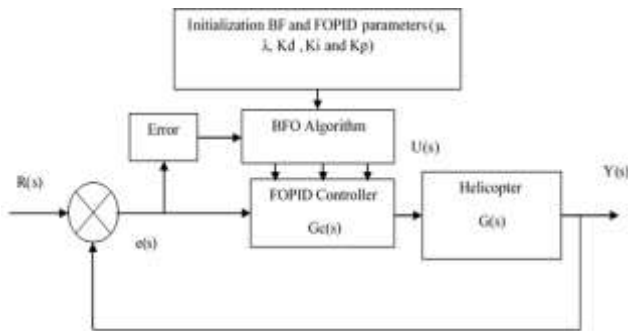 Initialization BF and FOPID parameters (μ,
λ, Kd , Ki and Kp)
Error
BFO Algorithm
U(s)
R(s)
FOPID Controller
Gc(s)
Helicopter
G(s)
Y(s)
e(s)